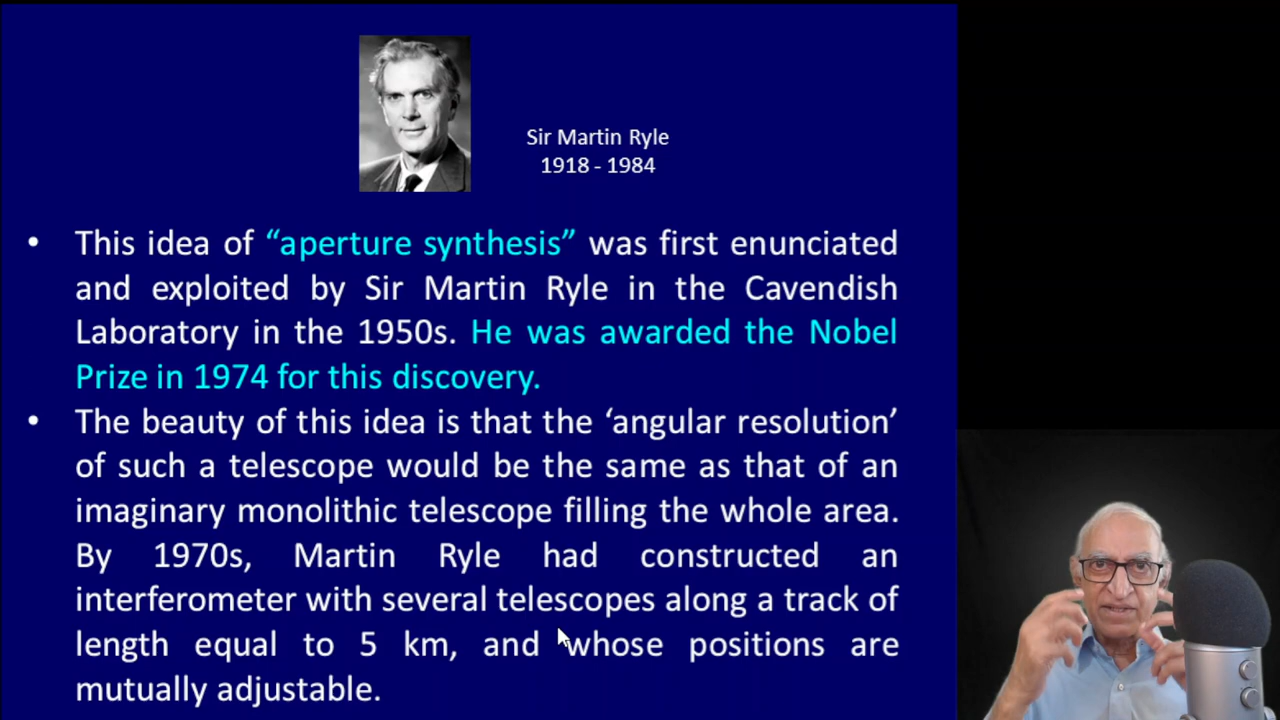 Sir Martin Ryle
1918 - 1984
• This idea of “aperture synthesis” was first enunciated
and exploited by Sir Martin Ryle in the Cavendish
Laboratory in the 1950s. He was awarded the Nobel
Prize in 1974 for this discovery.
• The beauty of this idea is that the ‘angular resolution’
of such a telescope would be the same as that of an
imaginary monolithic telescope filling the whole area.
By 1970s, Martin Ryle had constructed an
interferometer with several telescopes along a track of
length equal to 5 km, and whose positions are
mutually adjustable.